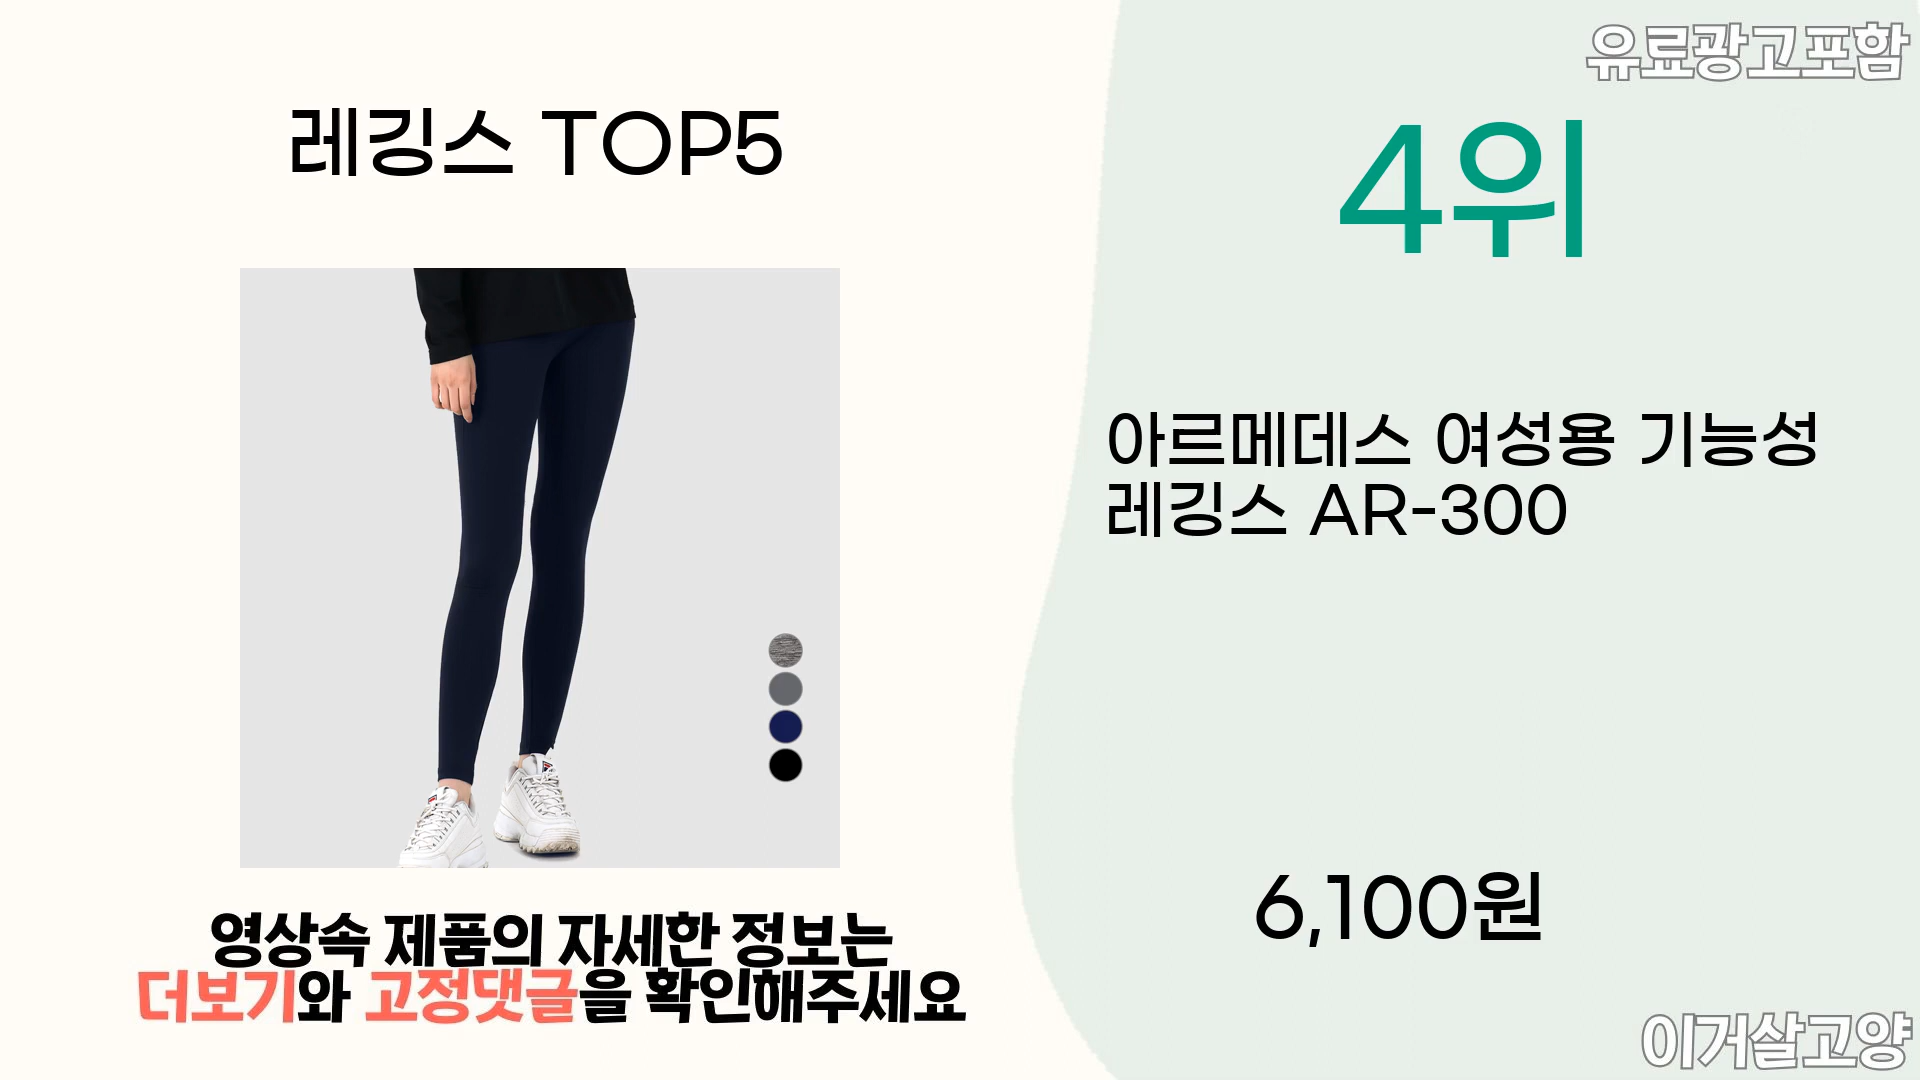 유료광고포함
레깅스 TOP5
4위
아르메데스 여성용 기능성
레깅스 AR-300
6,100원
영상속 제품의 자세한 정보는
더보기와 고정댓글을 확인해주세요
이거살고양